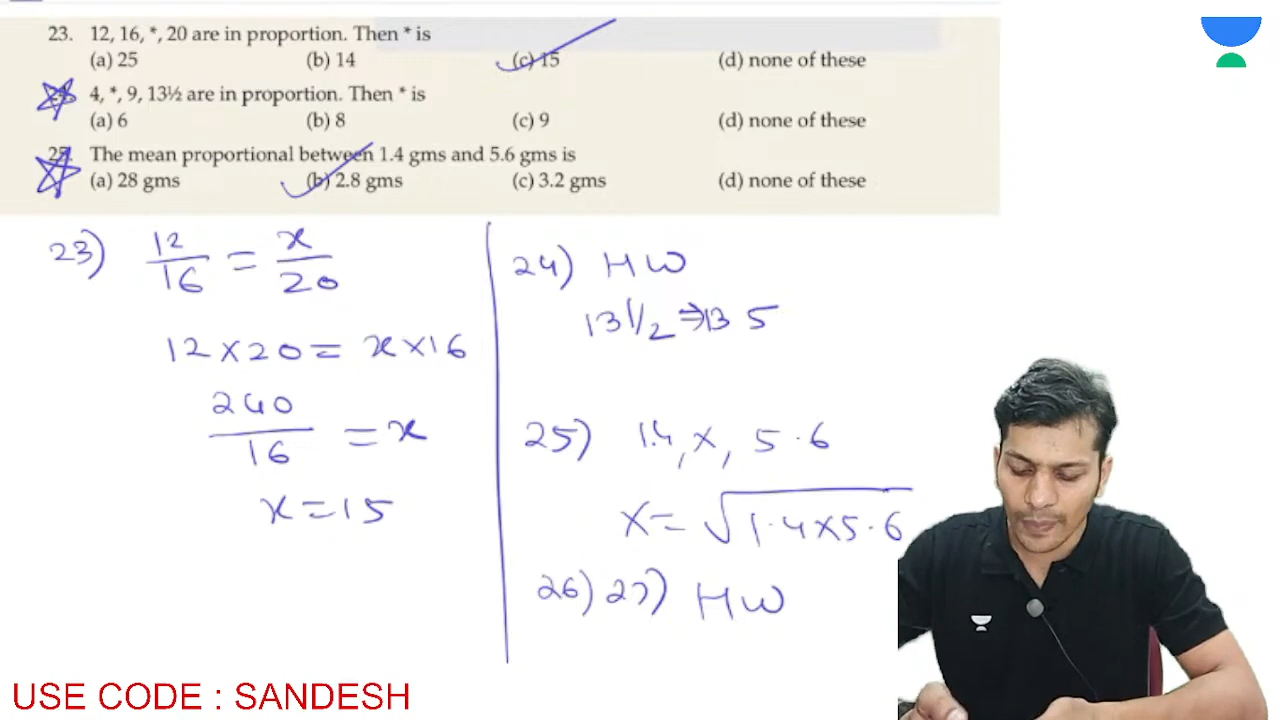 23. 12, 16, *, 20 are in proportion. Then * is
(a) 25 (b) 14 (c) 15 (d) none of these
24. 4, *, 9, 13½ are in proportion. Then * is
(a) 6 (b) 8 (c) 9 (d) none of these
25. The mean proportional between 1.4 gms and 5.6 gms is
(a) 28 gms (b) 2.8 gms (c) 3.2 gms (d) none of these
23) 12/16 = x/20
12 × 20 = x × 16
240/16 = x
x = 15
24) HW
13 1/2 ⇒ 13 5
25) 1.4, x, 5.6
x = √1.4×5.6
26) 27) HW
USE CODE : SANDESH